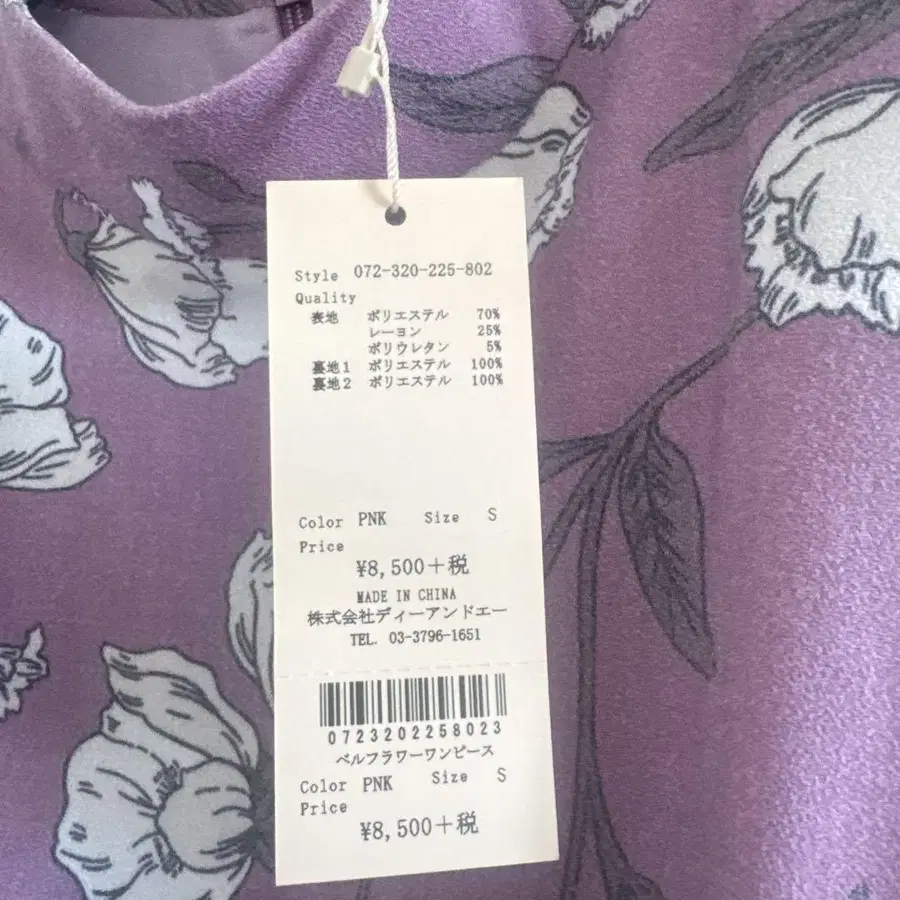 Style 072-320-225-802
Quality
表地 ポリエステル 70%
レーヨン 25%
ポリウレタン 5%
裏地1 ポリエステル 100%
裏地2 ポリエステル 100%
Color PNK Size S
Price
¥8,500+税
MADE IN CHINA
株式会社ディーアンドエー
TEL. 03-3796-1651
0723202258023
ベルフラワーワンピース
Color PNK Size S
Price
¥8,500+税